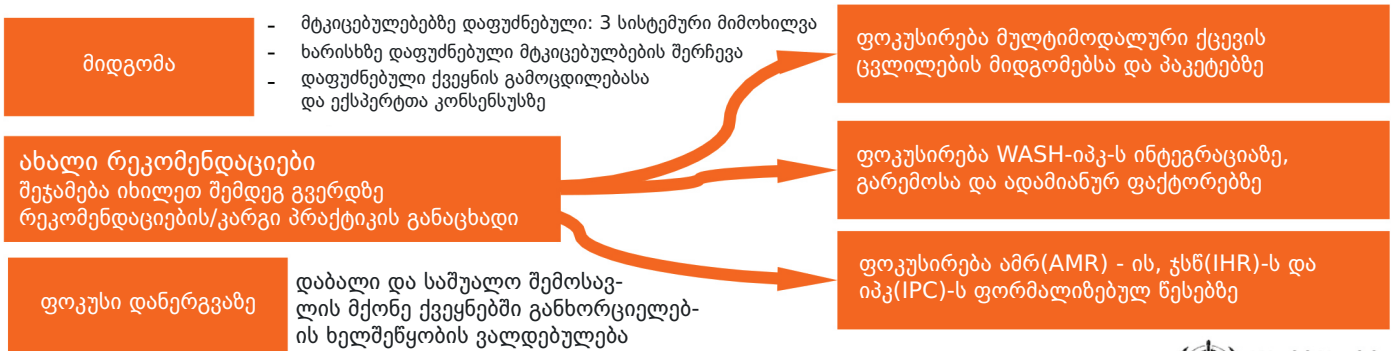 მიდგომა
- მტკიცებულებებზე დაფუძნებული: 3 სისტემური მიმოხილვა
- ხარისხზე დაფუძნებული მტკიცებულბების შერჩევა
- დაფუძნებული ქვეყნის გამოცდილებასა
და ექსპერტთა კონსენსუსზე
ახალი რეკომენდაციები
შეჯამება იხილეთ შემდეგ გვერდზე
რეკომენდაციების/კარგი პრაქტიკის განაცხადი
ფოკუსი დანერგვაზე
დაბალი და საშუალო შემოსავ-
ლის მქონე ქვეყნებში განხორციელებ-
ის ხელშეწყობის ვალდებულება
ფოკუსირება მულტიმოდალური ქცევის
ცვლილების მიდგომებსა და პაკეტებზე
ფოკუსირება WASH-იპკ-ს ინტეგრაციაზე,
გარემოსა და ადამიანურ ფაქტორებზე
ფოკუსირება ამრ(AMR) - ის, ჯსწ(IHR)-ს და
იპკ(IPC)-ს ფორმალიზებულ წესებზე